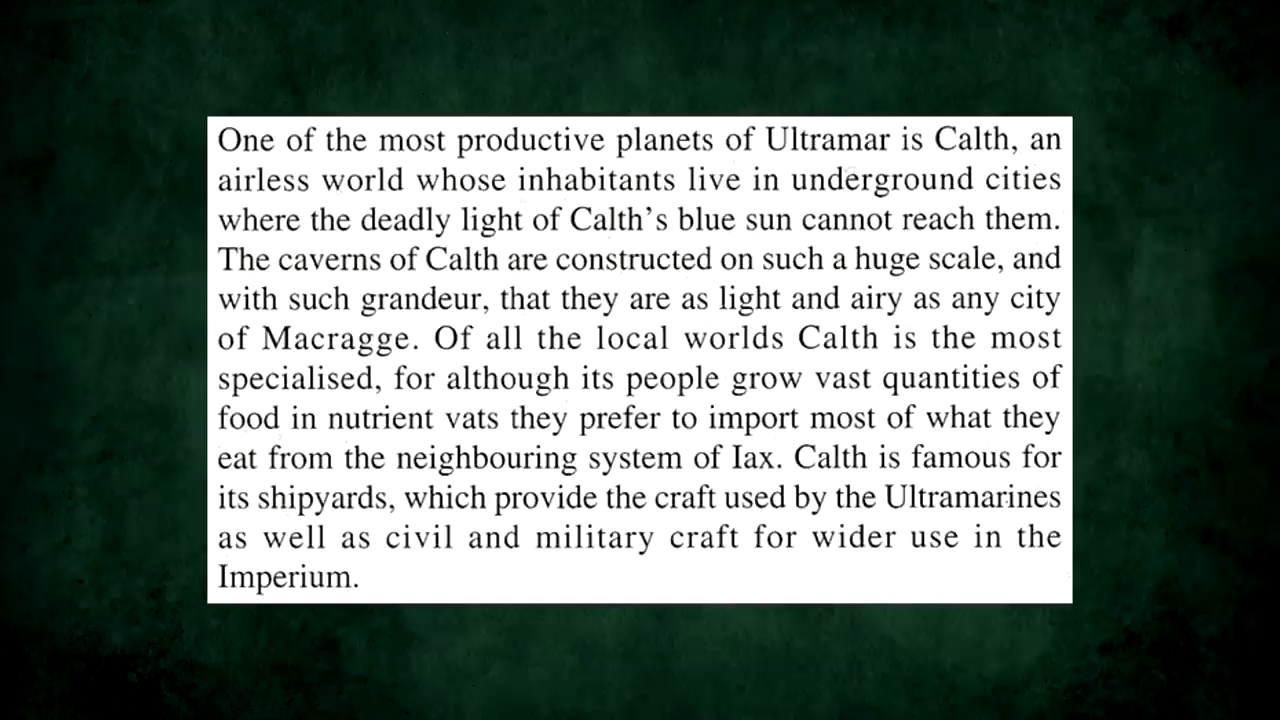 One of the most productive planets of Ultramar is Calth, an
airless world whose inhabitants live in underground cities
where the deadly light of Calth's blue sun cannot reach them.
The caverns of Calth are constructed on such a huge scale, and
with such grandeur, that they are as light and airy as any city
of Macragge. Of all the local worlds Calth is the most
specialised, for although its people grow vast quantities of
food in nutrient vats they prefer to import most of what they
eat from the neighbouring system of Iax. Calth is famous for
its shipyards, which provide the craft used by the Ultramarines
as well as civil and military craft for wider use in the
Imperium.